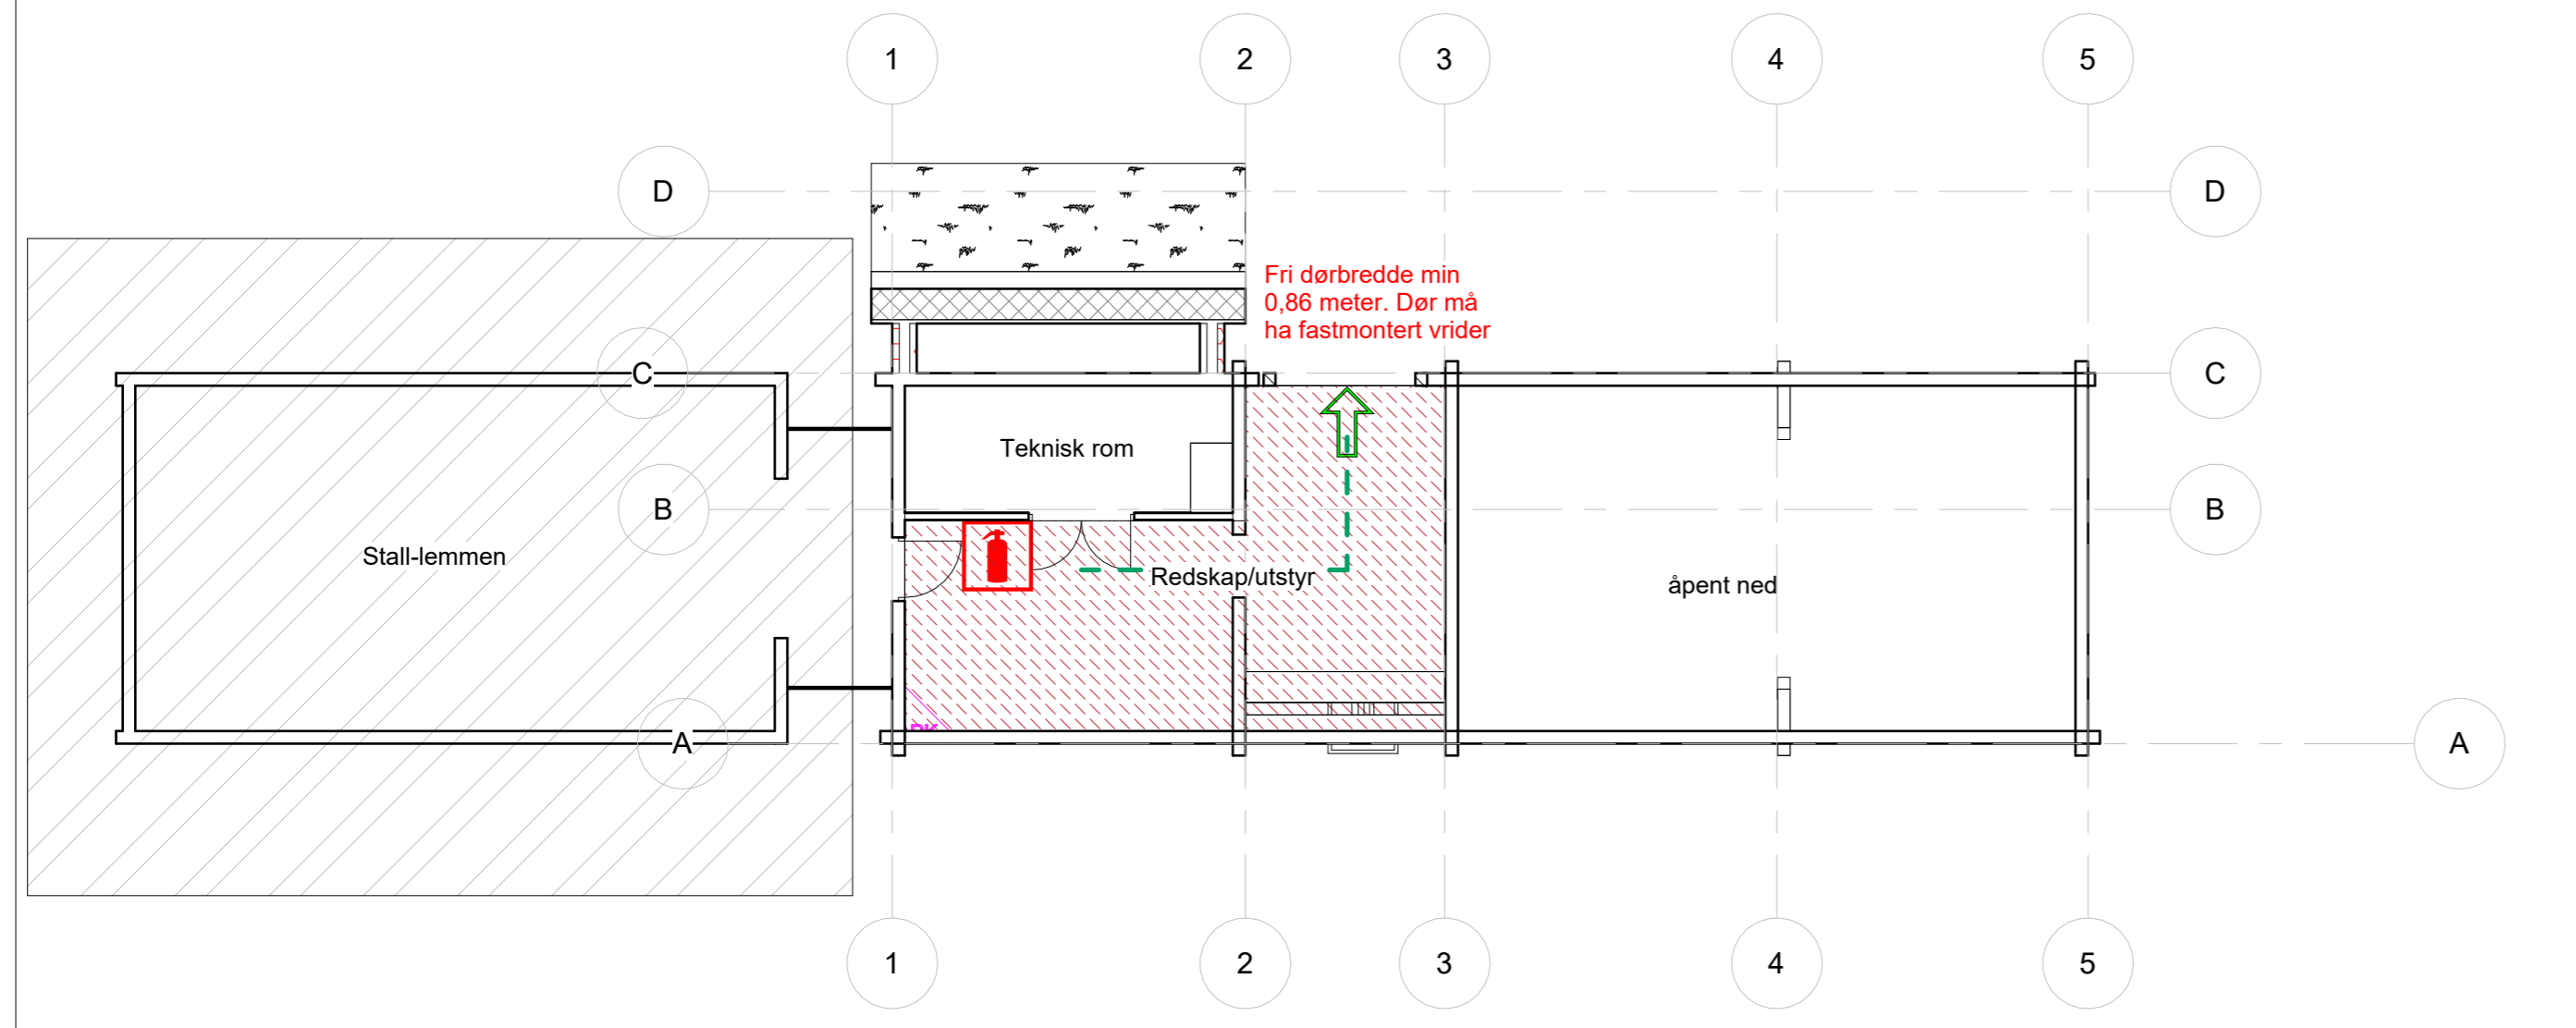 1
2
3
4
5
D
D
Fri dørbredde min
0,86 meter. Dør må
ha fastmontert vrider
C
C
Teknisk rom
B
B
Stall-lemmen
Redskap/utstyr
åpent ned
A
A
1
2
3
4
5